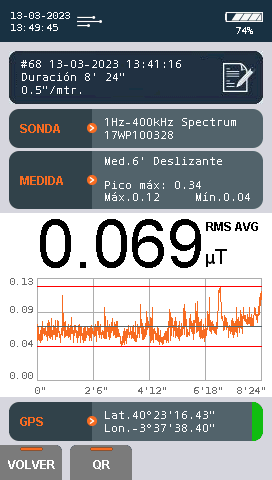 13-03-2023
13:49:45
74%
#68 13-03-2023 13:41:16
Duración 8' 24"
0.5"/mtr.
SONDA
1Hz-400kHz Spectrum
17WP100328
MEDIDA
Med.6' Deslizante
Pico máx: 0.34
Máx.0.12 Mín.0.04
0.069
RMS AVG
µT
0.13
0.09
0.04
0.00
0" 2'6" 4'12" 6'18" 8'24"
GPS
Lat.40°23'16.43"
Lon.-3°37'38.40"
VOLVER
QR